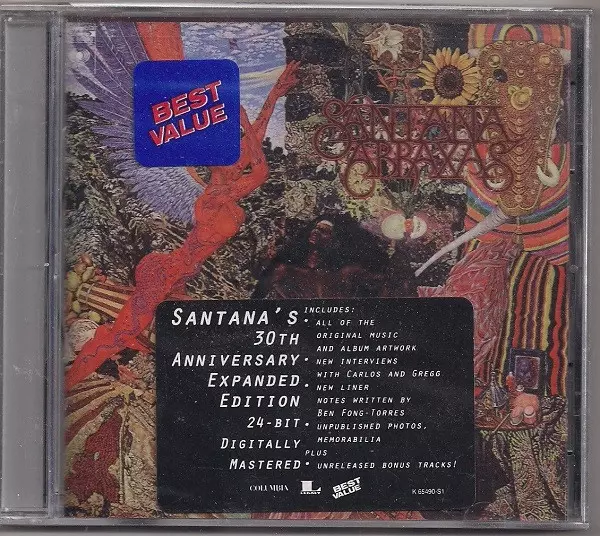 BEST
VALUE
SANTANA
ABRAXAS
SANTANA'S
30TH
ANNIVERSARY
EXPANDED
EDITION
24-BIT
DIGITALLY
MASTERED
INCLUDES:
• ALL OF THE
ORIGINAL MUSIC
AND ALBUM ARTWORK
• NEW INTERVIEWS
WITH CARLOS AND GREGG
• NEW LINER
NOTES WRITTEN BY
BEN FONG-TORRES
• UNPUBLISHED PHOTOS,
MEMORABILIA
PLUS
• UNRELEASED BONUS TRACKS!
COLUMBIA
L
LEGACY
BEST
VALUE
K 65490-S1